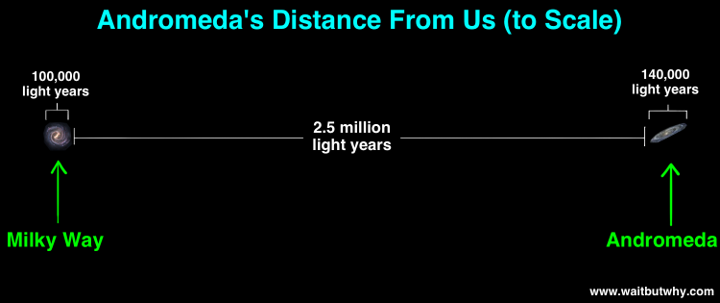 Andromeda's Distance From Us (to Scale)
100,000
light years
140,000
light years
2.5 million
light years
Milky Way
Andromeda
www.waitbutwhy.com